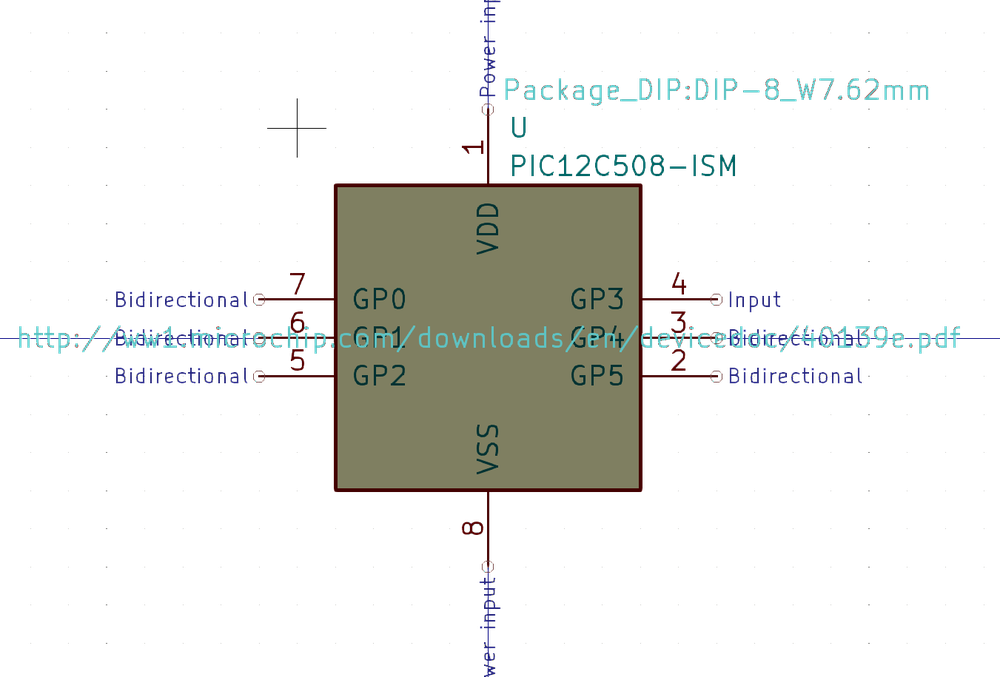 Power inp
Package_DIP:DIP-8_W7.62mm
U
1
PIC12C508-ISM
VDD
7
4
Bidirectional
GP0
GP3
Input
6
3
Bidirectional
GP1
GP4
Bidirectional
http://ww1.microchip.com/downloads/en/devicedoc/40139e.pdf
5
2
Bidirectional
GP2
GP5
Bidirectional
VSS
8
wer input